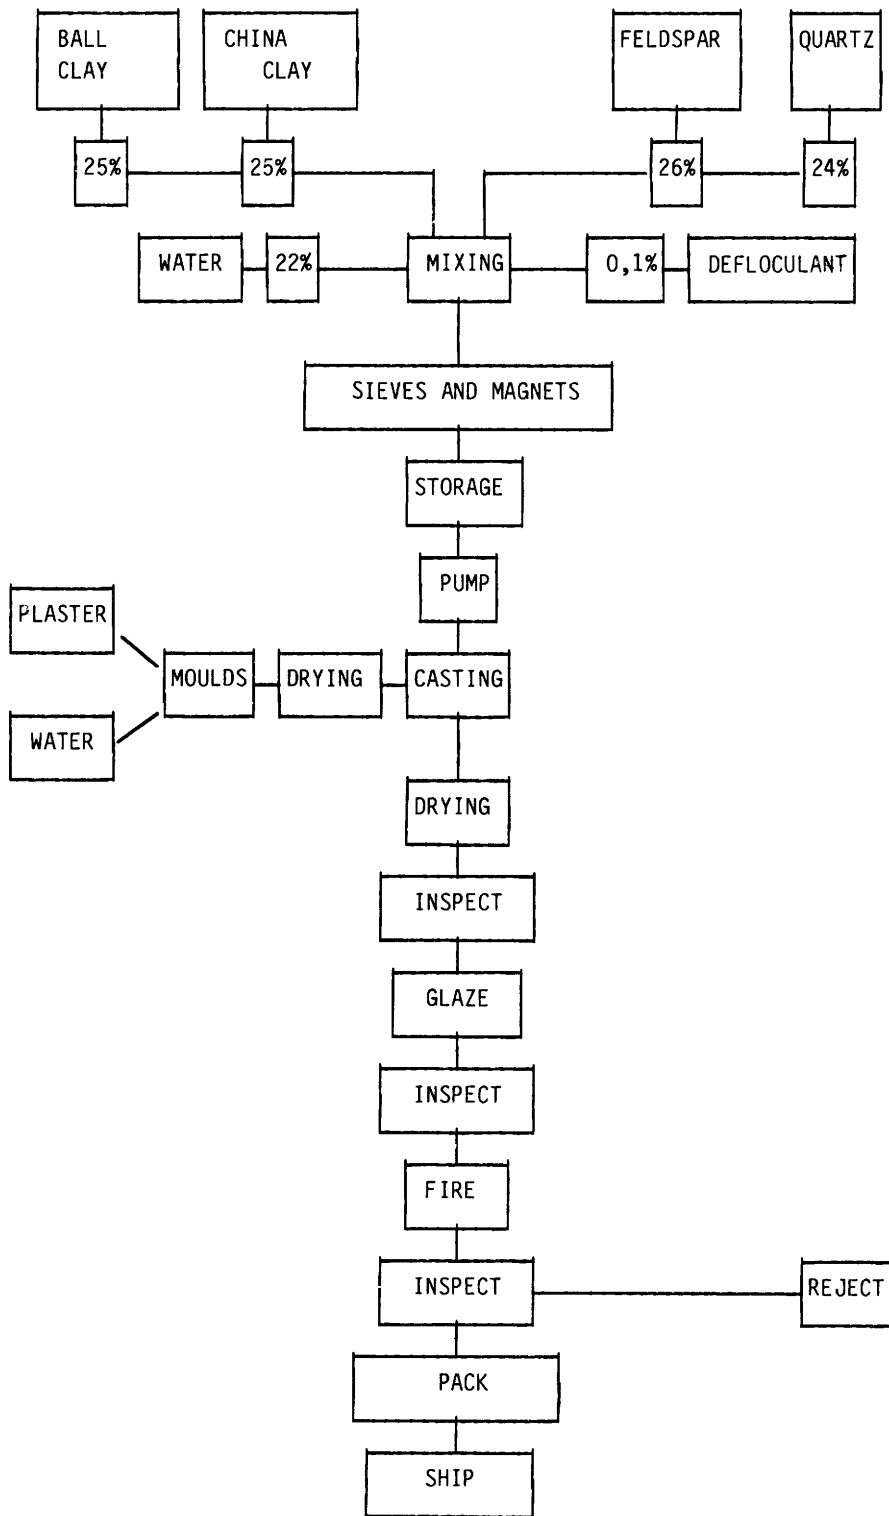 BALL
CLAY
CHINA
CLAY
FELDSPAR
QUARTZ
25%
25%
26%
24%
WATER
22%
MIXING
0,1%
DEFLOCULANT
SIEVES AND MAGNETS
STORAGE
PUMP
PLASTER
MOULDS
DRYING
CASTING
WATER
DRYING
INSPECT
GLAZE
INSPECT
FIRE
INSPECT
REJECT
PACK
SHIP